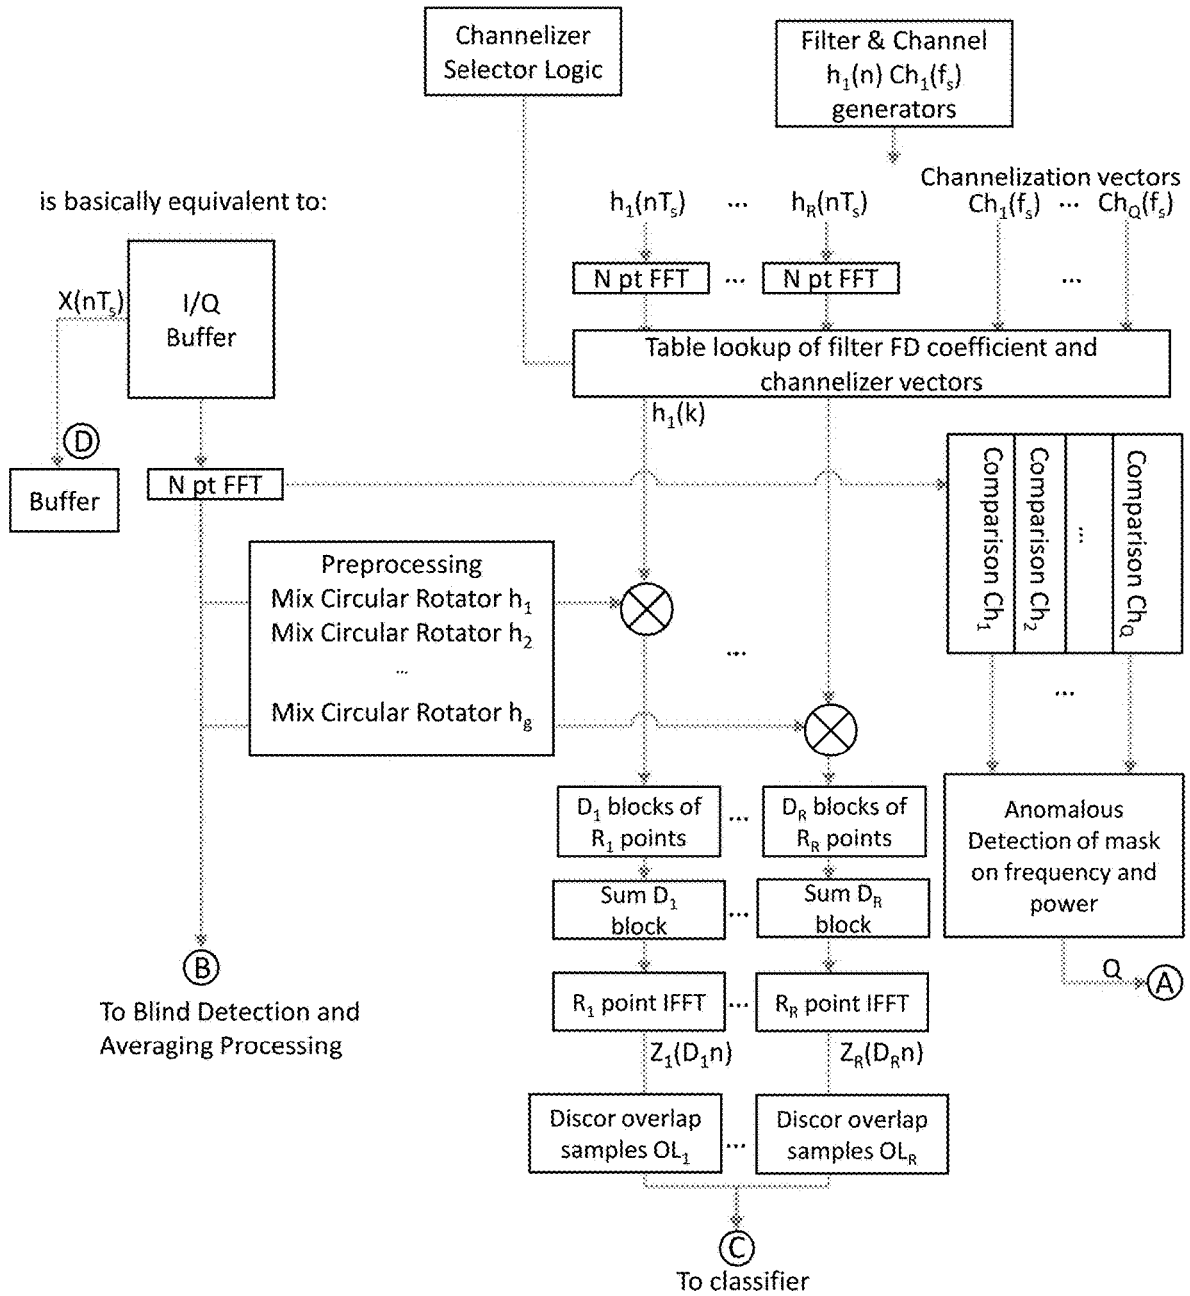 Channelizer
Selector Logic
Filter & Channel
h1(n) Ch1(fs)
generators
is basically equivalent to:
Channelization vectors
h1(nTs) ... hR(nTs) Ch1(fs) ... ChQ(fs)
N pt FFT ... N pt FFT ...
X(nTs)
I/Q
Buffer
Table lookup of filter FD coefficient and
channelizer vectors
h1(k)
D
Buffer
N pt FFT
Comparison Ch1
Comparison Ch2
...
Comparison ChQ
Preprocessing
Mix Circular Rotator h1
Mix Circular Rotator h2
...
Mix Circular Rotator hg
...
...
D1 blocks of
R1 points
...
DR blocks of
RR points
Anomalous
Detection of mask
on frequency and
power
Sum D1
block
...
Sum DR
block
Q
A
B
To Blind Detection and
Averaging Processing
R1 point IFFT ... RR point IFFT
Z1(D1n) ZR(DRn)
Discor overlap
samples OL1
...
Discor overlap
samples OLR
C
To classifier